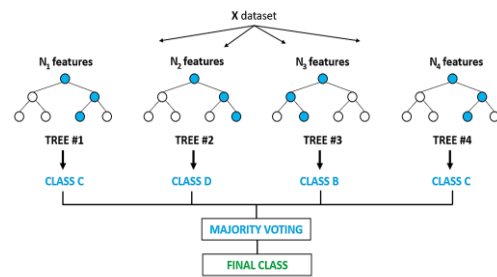 X dataset
N₁ features N₂ features N₃ features N₄ features
TREE #1 TREE #2 TREE #3 TREE #4
CLASS C CLASS D CLASS B CLASS C
MAJORITY VOTING
FINAL CLASS